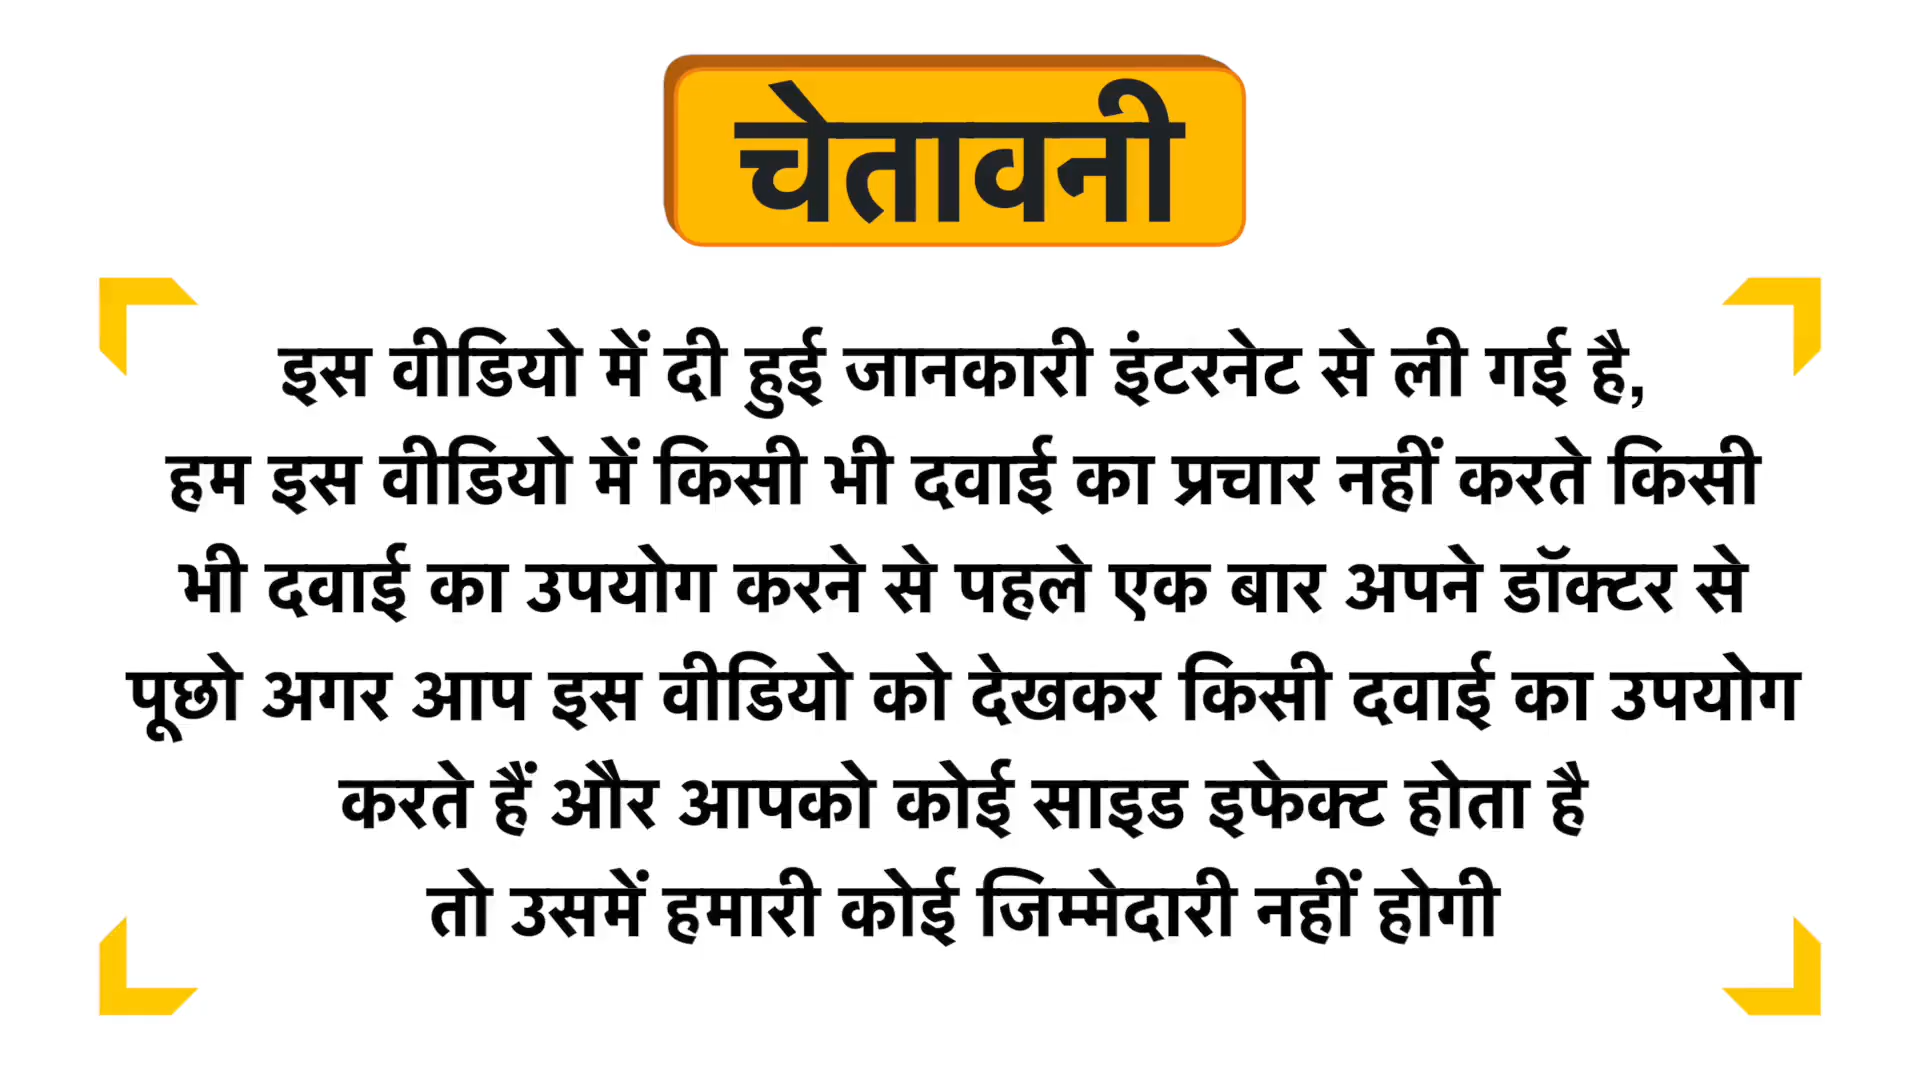 चेतावनी
इस वीडियो में दी हुई जानकारी इंटरनेट से ली गई है,
हम इस वीडियो में किसी भी दवाई का प्रचार नहीं करते किसी
भी दवाई का उपयोग करने से पहले एक बार अपने डॉक्टर से
पूछो अगर आप इस वीडियो को देखकर किसी दवाई का उपयोग
करते हैं और आपको कोई साइड इफेक्ट होता है
तो उसमें हमारी कोई जिम्मेदारी नहीं होगी